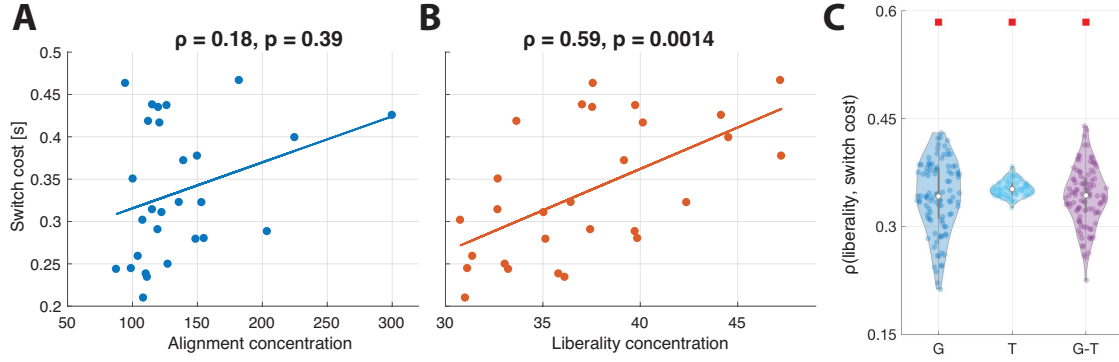 A
ρ = 0.18, p = 0.39
Switch cost [s]
0.5
0.45
0.4
0.35
0.3
0.25
0.2
50 100 150 200 250 300
Alignment concentration
B
ρ = 0.59, p = 0.0014
30 35 40 45
Liberality concentration
C
ρ(liberality, switch cost)
0.6
0.45
0.3
0.15
G T G-T